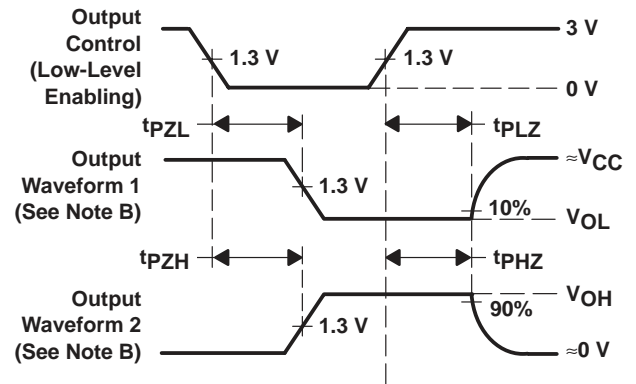 Output
Control
(Low-Level
Enabling)
1.3 V
1.3 V
3 V
0 V
tPZL
tPLZ
Output
Waveform 1
(See Note B)
1.3 V
10%
≈VCC
VOL
tPZH
tPHZ
Output
Waveform 2
(See Note B)
1.3 V
90%
VOH
≈0 V